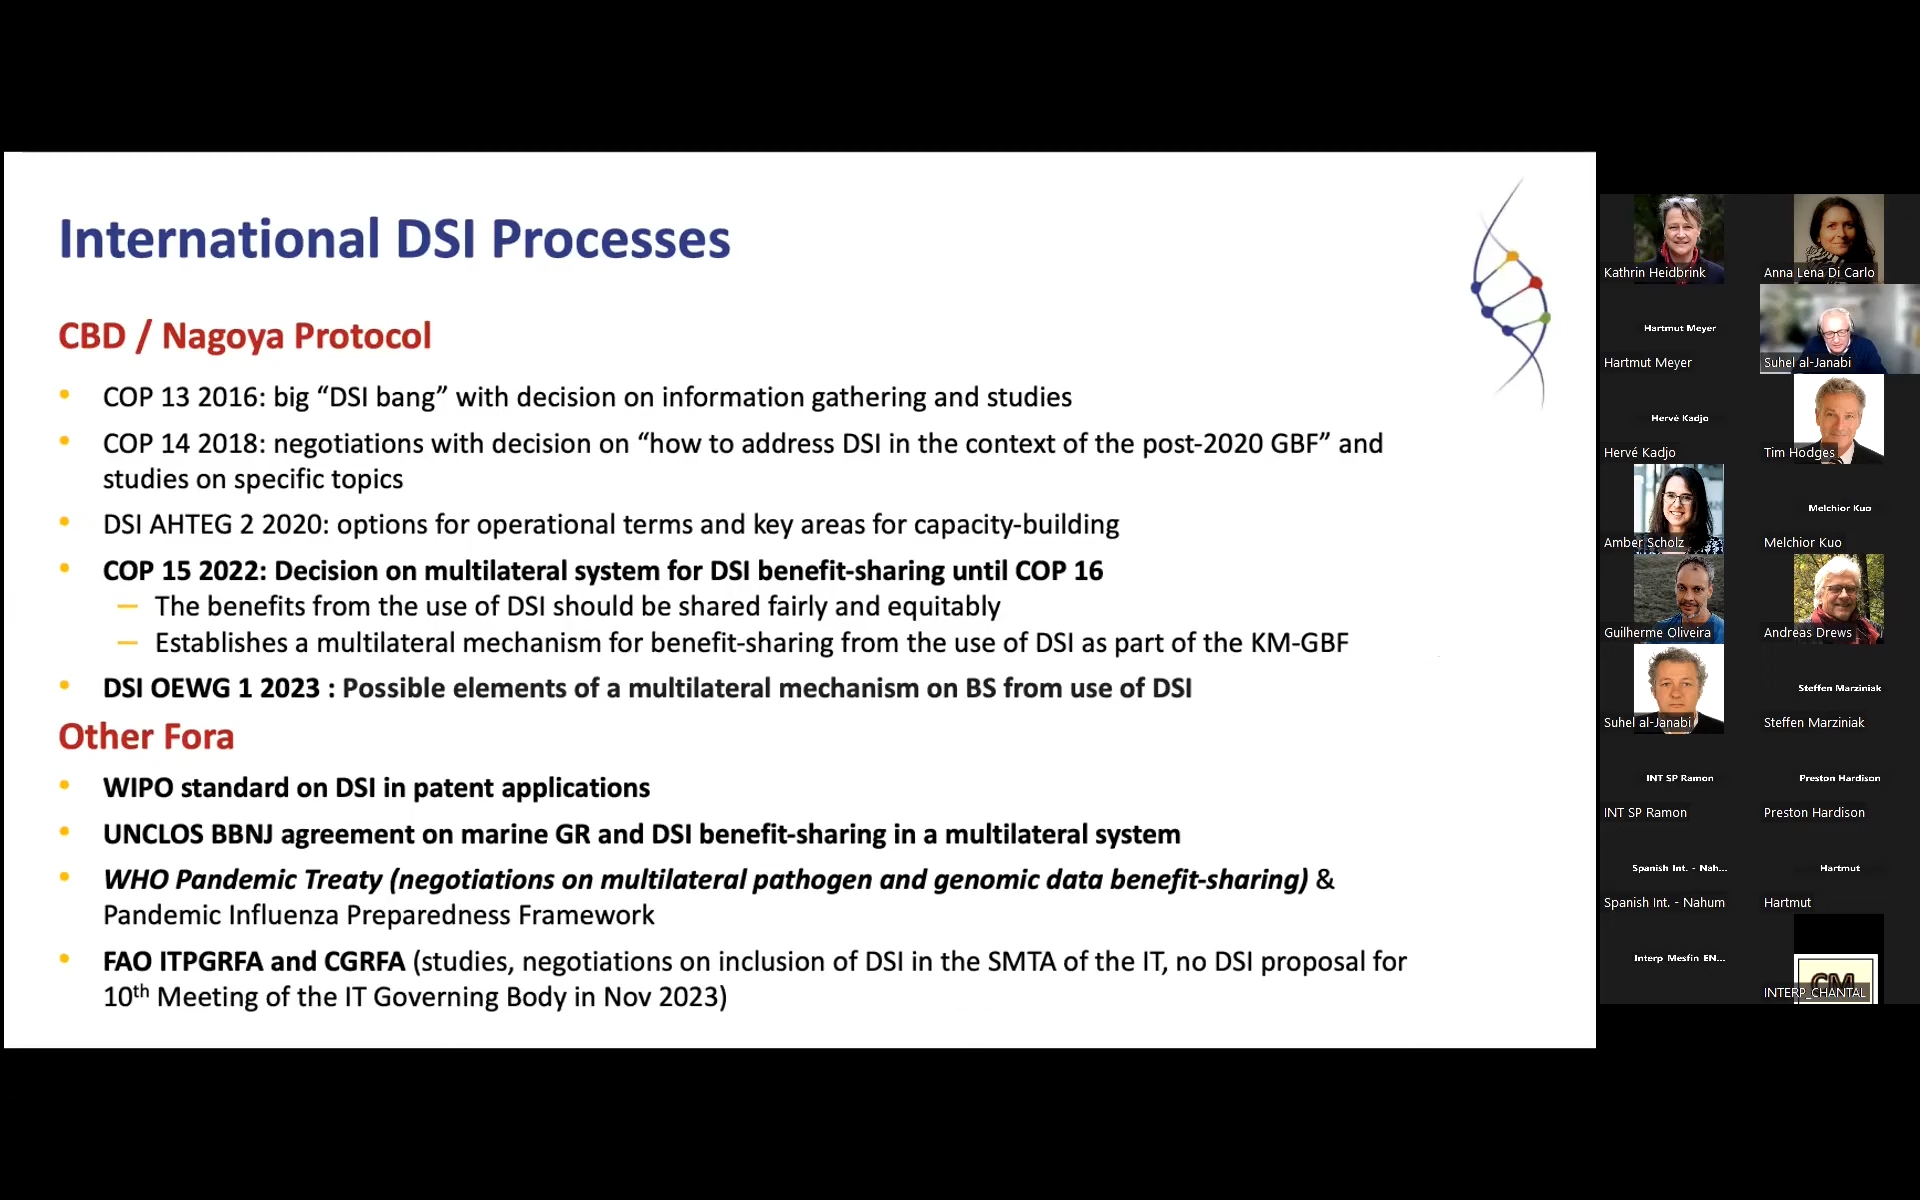 International DSI Processes
CBD / Nagoya Protocol
• COP 13 2016: big “DSI bang” with decision on information gathering and studies
• COP 14 2018: negotiations with decision on “how to address DSI in the context of the post-2020 GBF” and
studies on specific topics
• DSI AHTEG 2 2020: options for operational terms and key areas for capacity-building
• COP 15 2022: Decision on multilateral system for DSI benefit-sharing until COP 16
– The benefits from the use of DSI should be shared fairly and equitably
– Establishes a multilateral mechanism for benefit-sharing from the use of DSI as part of the KM-GBF
• DSI OEWG 1 2023 : Possible elements of a multilateral mechanism on BS from use of DSI
Other Fora
• WIPO standard on DSI in patent applications
• UNCLOS BBNJ agreement on marine GR and DSI benefit-sharing in a multilateral system
• WHO Pandemic Treaty (negotiations on multilateral pathogen and genomic data benefit-sharing) &
Pandemic Influenza Preparedness Framework
• FAO ITPGRFA and CGRFA (studies, negotiations on inclusion of DSI in the SMTA of the IT, no DSI proposal for
10th Meeting of the IT Governing Body in Nov 2023)
Kathrin Heidbrink
Anna Lena Di Carlo
Hartmut Meyer
Hartmut Meyer
Suhel al-Janabi
Hervé Kadjo
Hervé Kadjo
Tim Hodges
Amber Scholz
Melchior Kuo
Melchior Kuo
Guilherme Oliveira
Andreas Drews
Suhel al-Janabi
Steffen Marziniak
Steffen Marziniak
INT SP Ramon
INT SP Ramon
Preston Hardison
Preston Hardison
Spanish Int. - Nah...
Spanish Int. - Nahum
Hartmut
Hartmut
Interp Mesfin EN...
CM
INTERP_CHANTAL